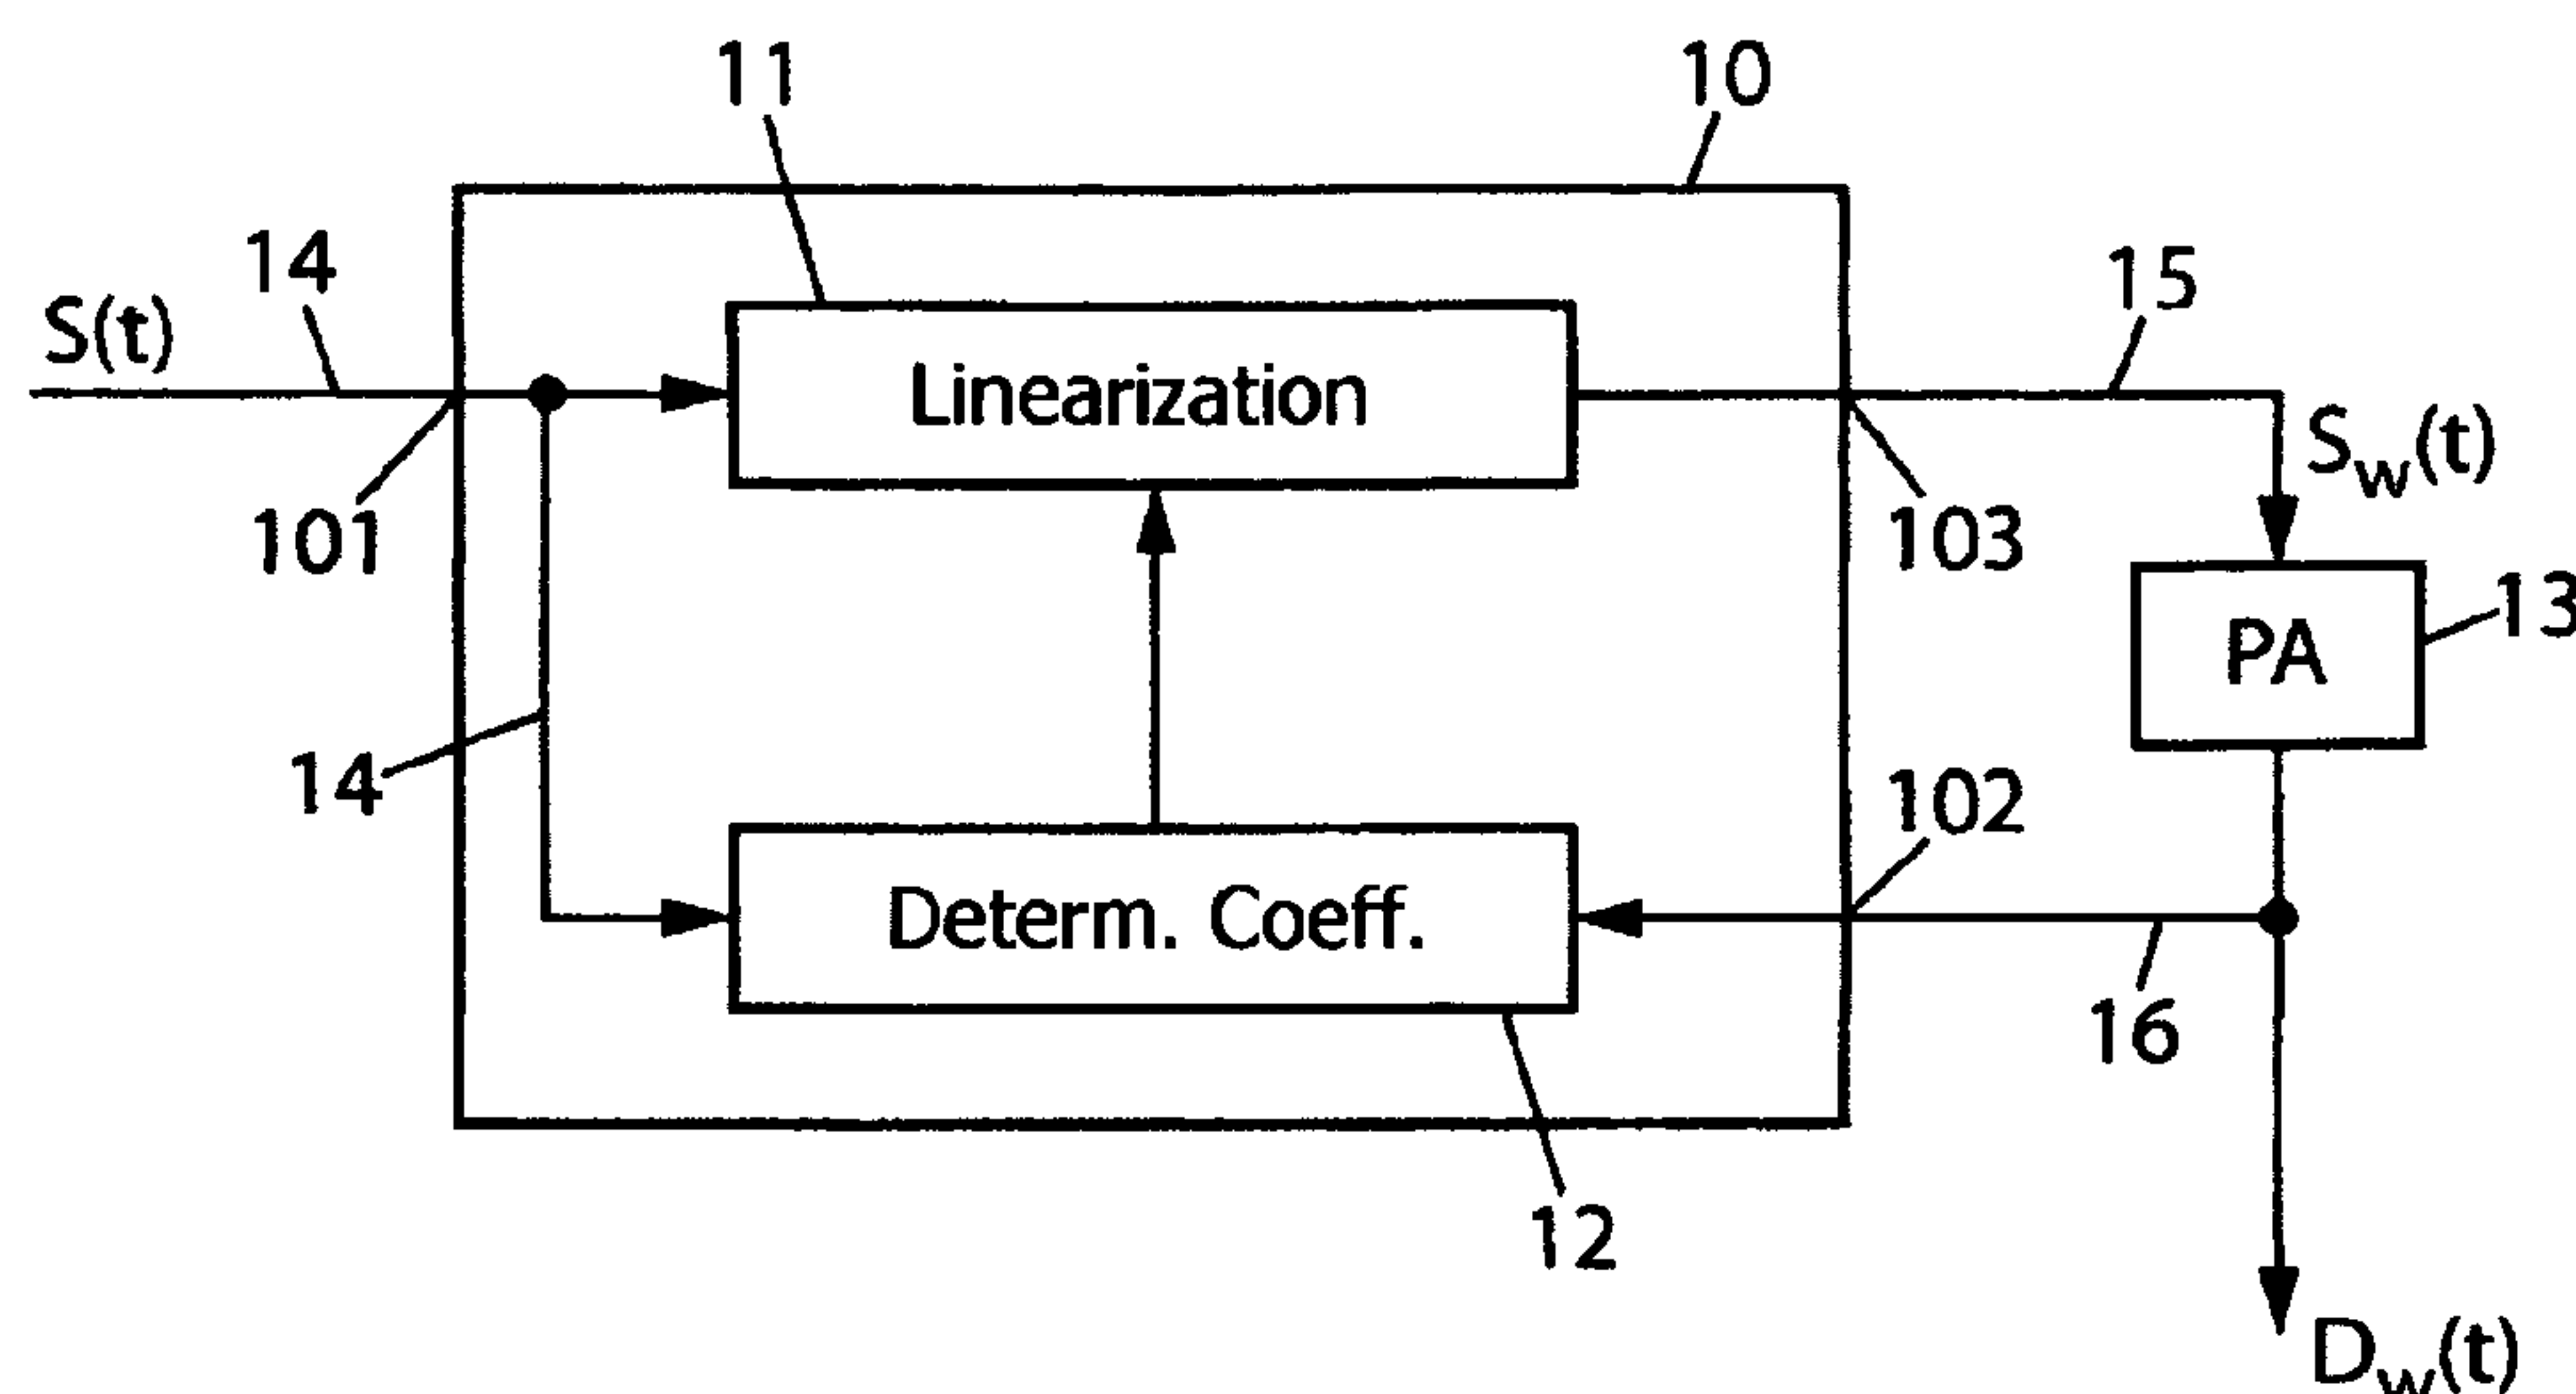 11
10
14
S(t)
15
Linearization
Sw(t)
101
103
13
PA
14
102
Determ. Coeff.
16
12
Dw(t)